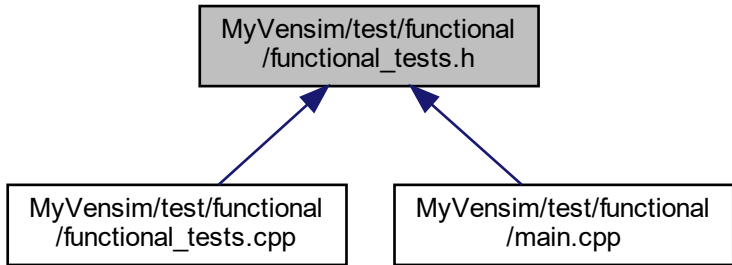 MyVensim/test/functional
/functional_tests.h
MyVensim/test/functional
/functional_tests.cpp
MyVensim/test/functional
/main.cpp